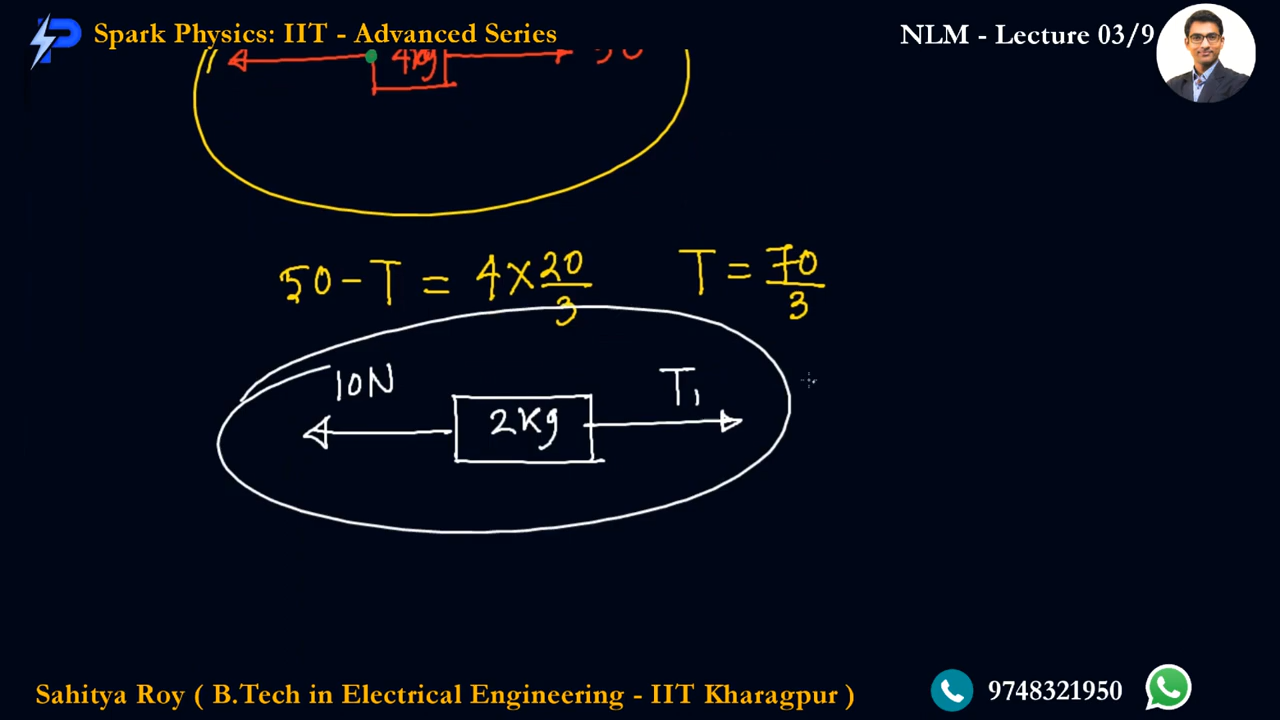 Spark Physics: IIT - Advanced Series
NLM - Lecture 03/9
4kg 50
50 - T = 4 × 20/3 T = 70/3
10N T₁
2Kg
Sahitya Roy ( B.Tech in Electrical Engineering - IIT Kharagpur )
9748321950